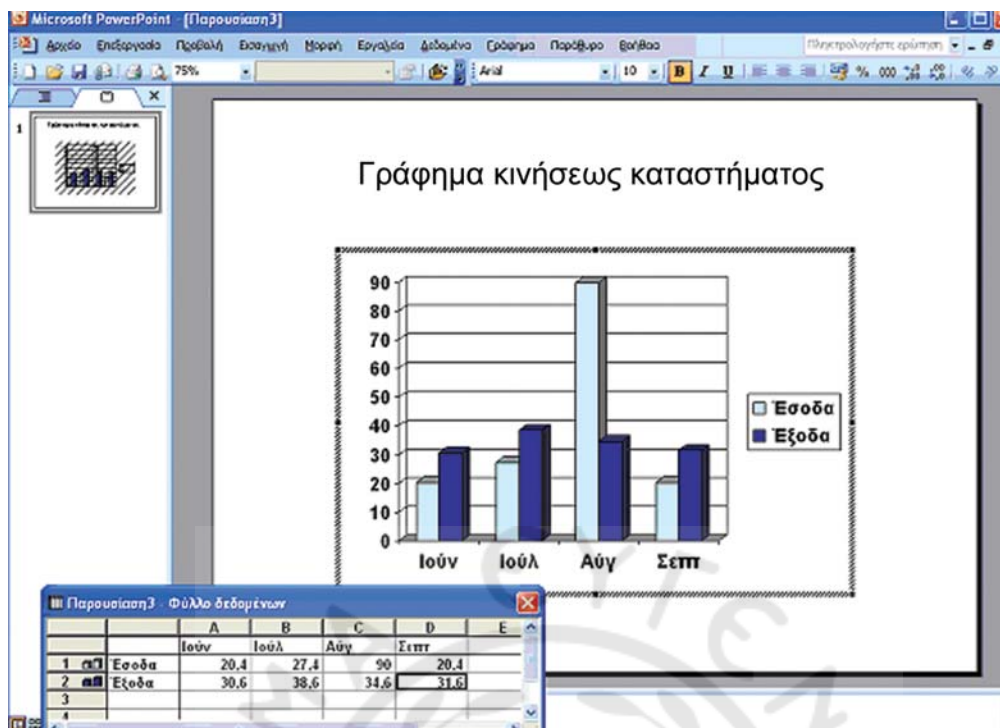 Microsoft PowerPoint - [Παρουσίαση3]
Αρχείο Επεξεργασία Προβολή Εισαγωγή Μορφή Εργαλεία Δεδομένα Γράφημα Παράθυρο Βοήθεια Πληκτρολογήστε ερώτηση
75% Arial 10 B I U % 000
1
Γράφημα κινήσεως καταστήματος
90
80
70
60
50
40
30
20
10
0
Ιούν Ιούλ Αύγ Σεπτ
Έσοδα
Έξοδα
Παρουσίαση3 - Φύλλο δεδομένων
A B C D E
Ιούν Ιούλ Αύγ Σεπτ
1 Έσοδα 20,4 27,4 90 20,4
2 Έξοδα 30,6 38,6 34,6 31,6
3
4